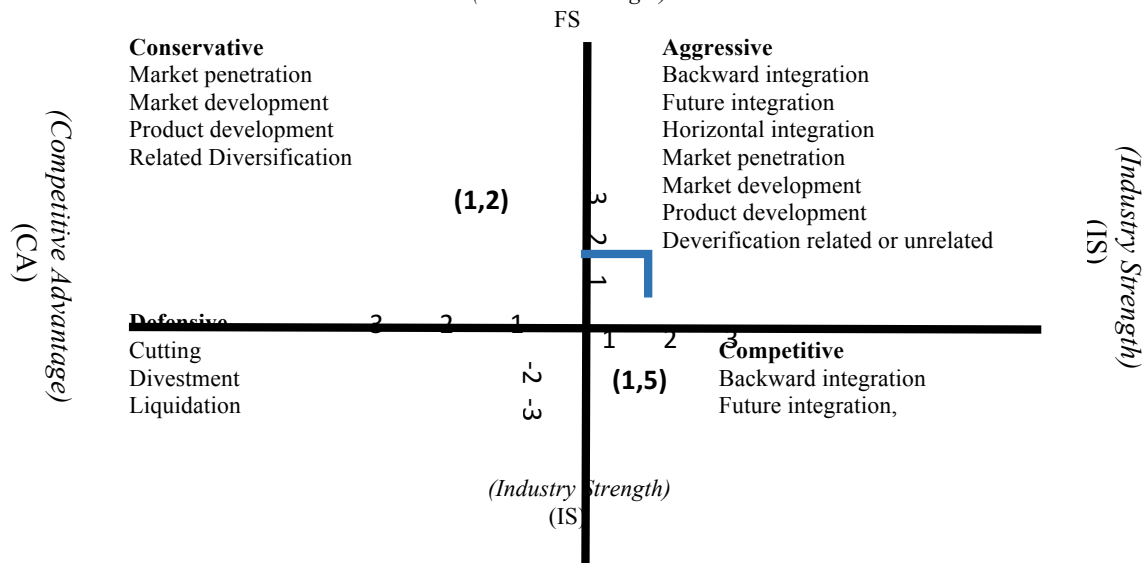 FS
Conservative
Market penetration
Market development
Product development
Related Diversification
Aggressive
Backward integration
Future integration
Horizontal integration
Market penetration
Market development
Product development
Deverification related or unrelated
(Competitive Advantage)
(CA)
(Industry Strength)
(IS)
(1,2)
3
2
1
3 2 1
1 2 3
Defensive
Cutting
Divestment
Liquidation
-2
-3
(1,5)
Competitive
Backward integration
Future integration,
(Industry Strength)
(IS)